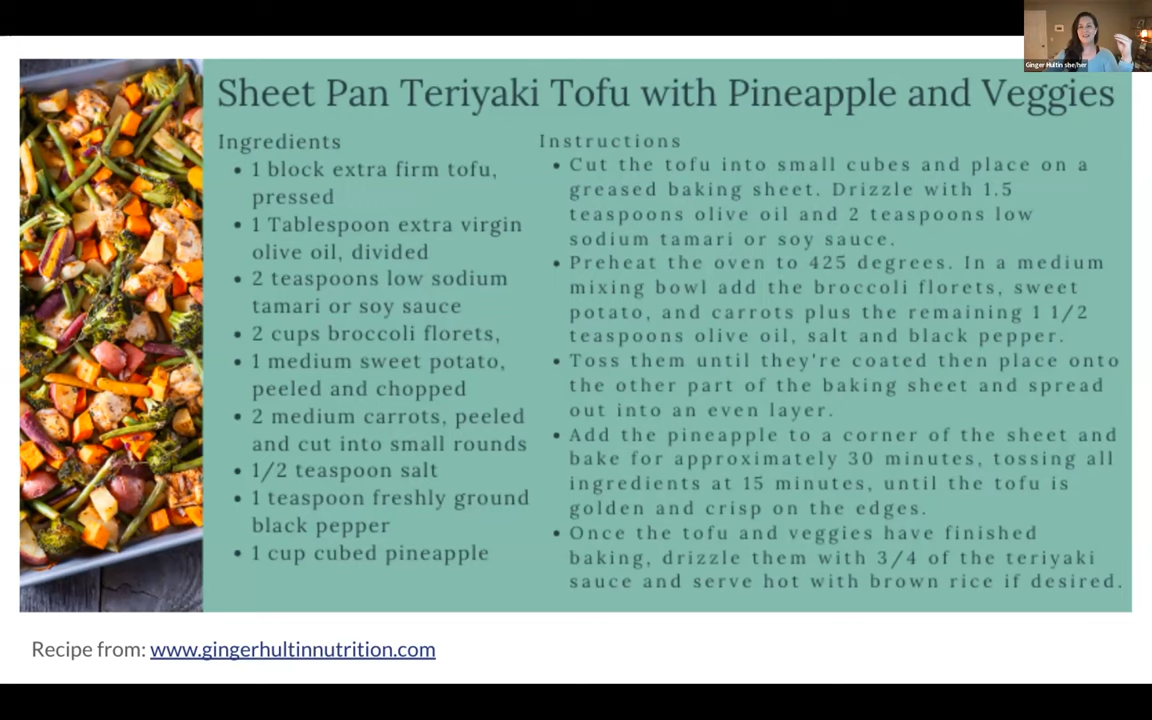 Ginger Hultin she/her
Sheet Pan Teriyaki Tofu with Pineapple and Veggies
Ingredients
• 1 block extra firm tofu,
pressed
• 1 Tablespoon extra virgin
olive oil, divided
• 2 teaspoons low sodium
tamari or soy sauce
• 2 cups broccoli florets,
• 1 medium sweet potato,
peeled and chopped
• 2 medium carrots, peeled
and cut into small rounds
• 1/2 teaspoon salt
• 1 teaspoon freshly ground
black pepper
• 1 cup cubed pineapple
Instructions
• Cut the tofu into small cubes and place on a
greased baking sheet. Drizzle with 1.5
teaspoons olive oil and 2 teaspoons low
sodium tamari or soy sauce.
• Preheat the oven to 425 degrees. In a medium
mixing bowl add the broccoli florets, sweet
potato, and carrots plus the remaining 1 1/2
teaspoons olive oil, salt and black pepper.
• Toss them until they're coated then place onto
the other part of the baking sheet and spread
out into an even layer.
• Add the pineapple to a corner of the sheet and
bake for approximately 30 minutes, tossing all
ingredients at 15 minutes, until the tofu is
golden and crisp on the edges.
• Once the tofu and veggies have finished
baking, drizzle them with 3/4 of the teriyaki
sauce and serve hot with brown rice if desired.
Recipe from: www.gingerhultinnutrition.com